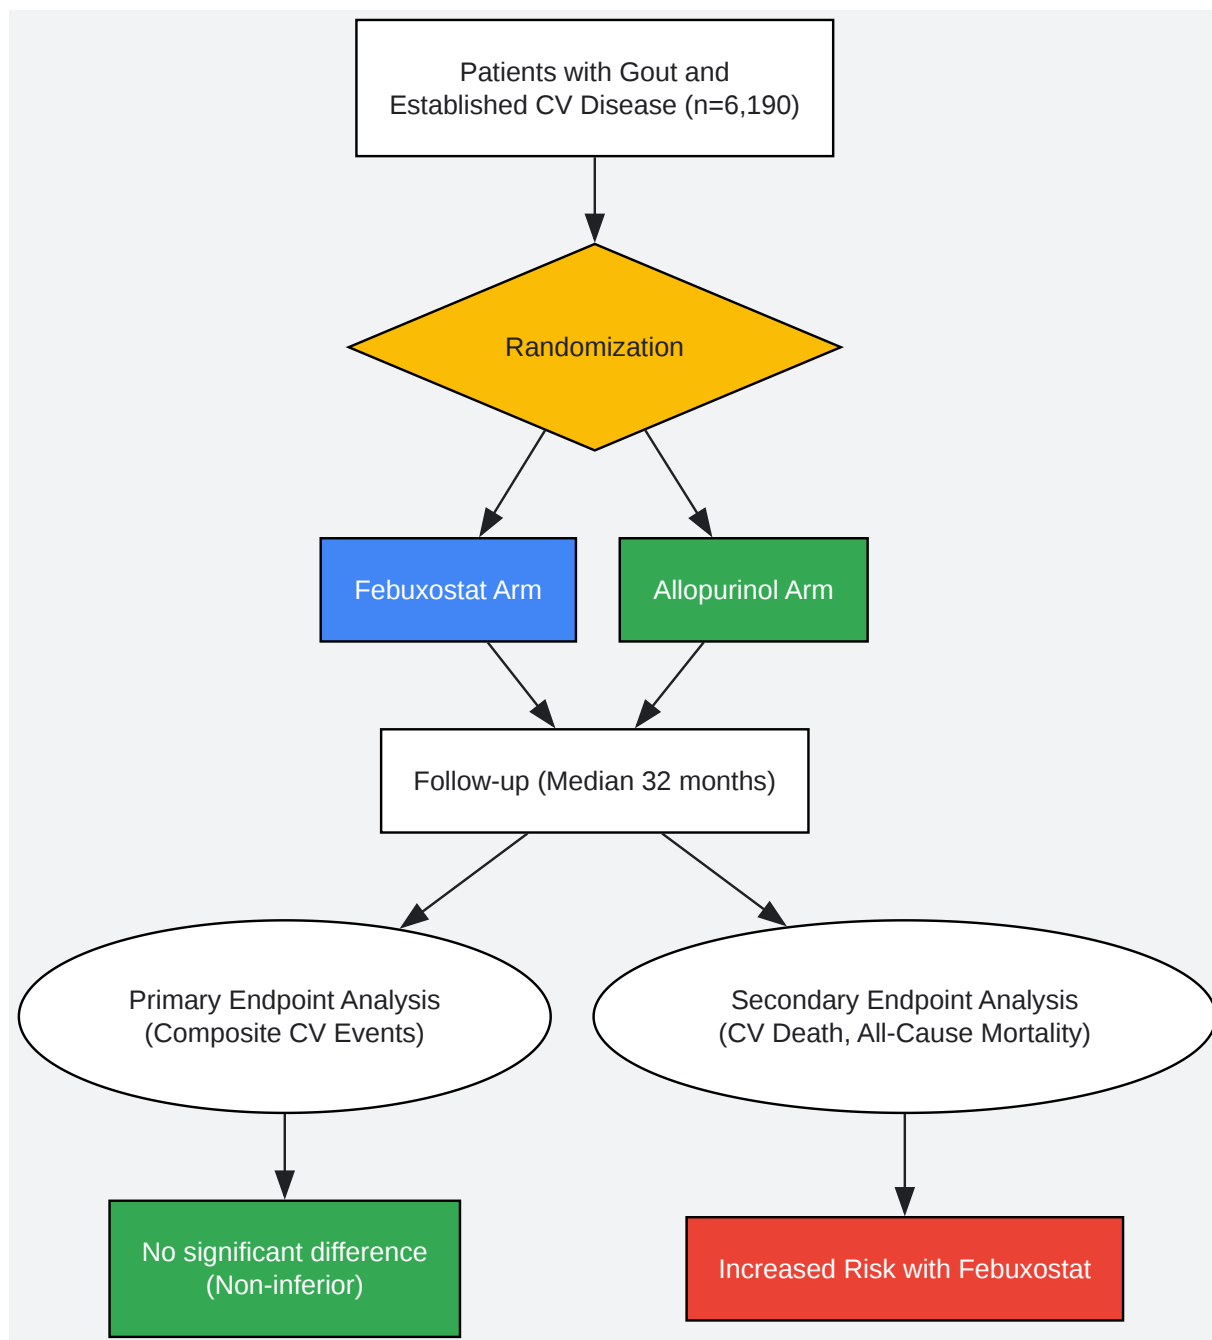 Patients with Gout and
Established CV Disease (n=6,190)
Randomization
Febuxostat Arm
Allopurinol Arm
Follow-up (Median 32 months)
Primary Endpoint Analysis
(Composite CV Events)
Secondary Endpoint Analysis
(CV Death, All-Cause Mortality)
No significant difference
(Non-inferior)
Increased Risk with Febuxostat